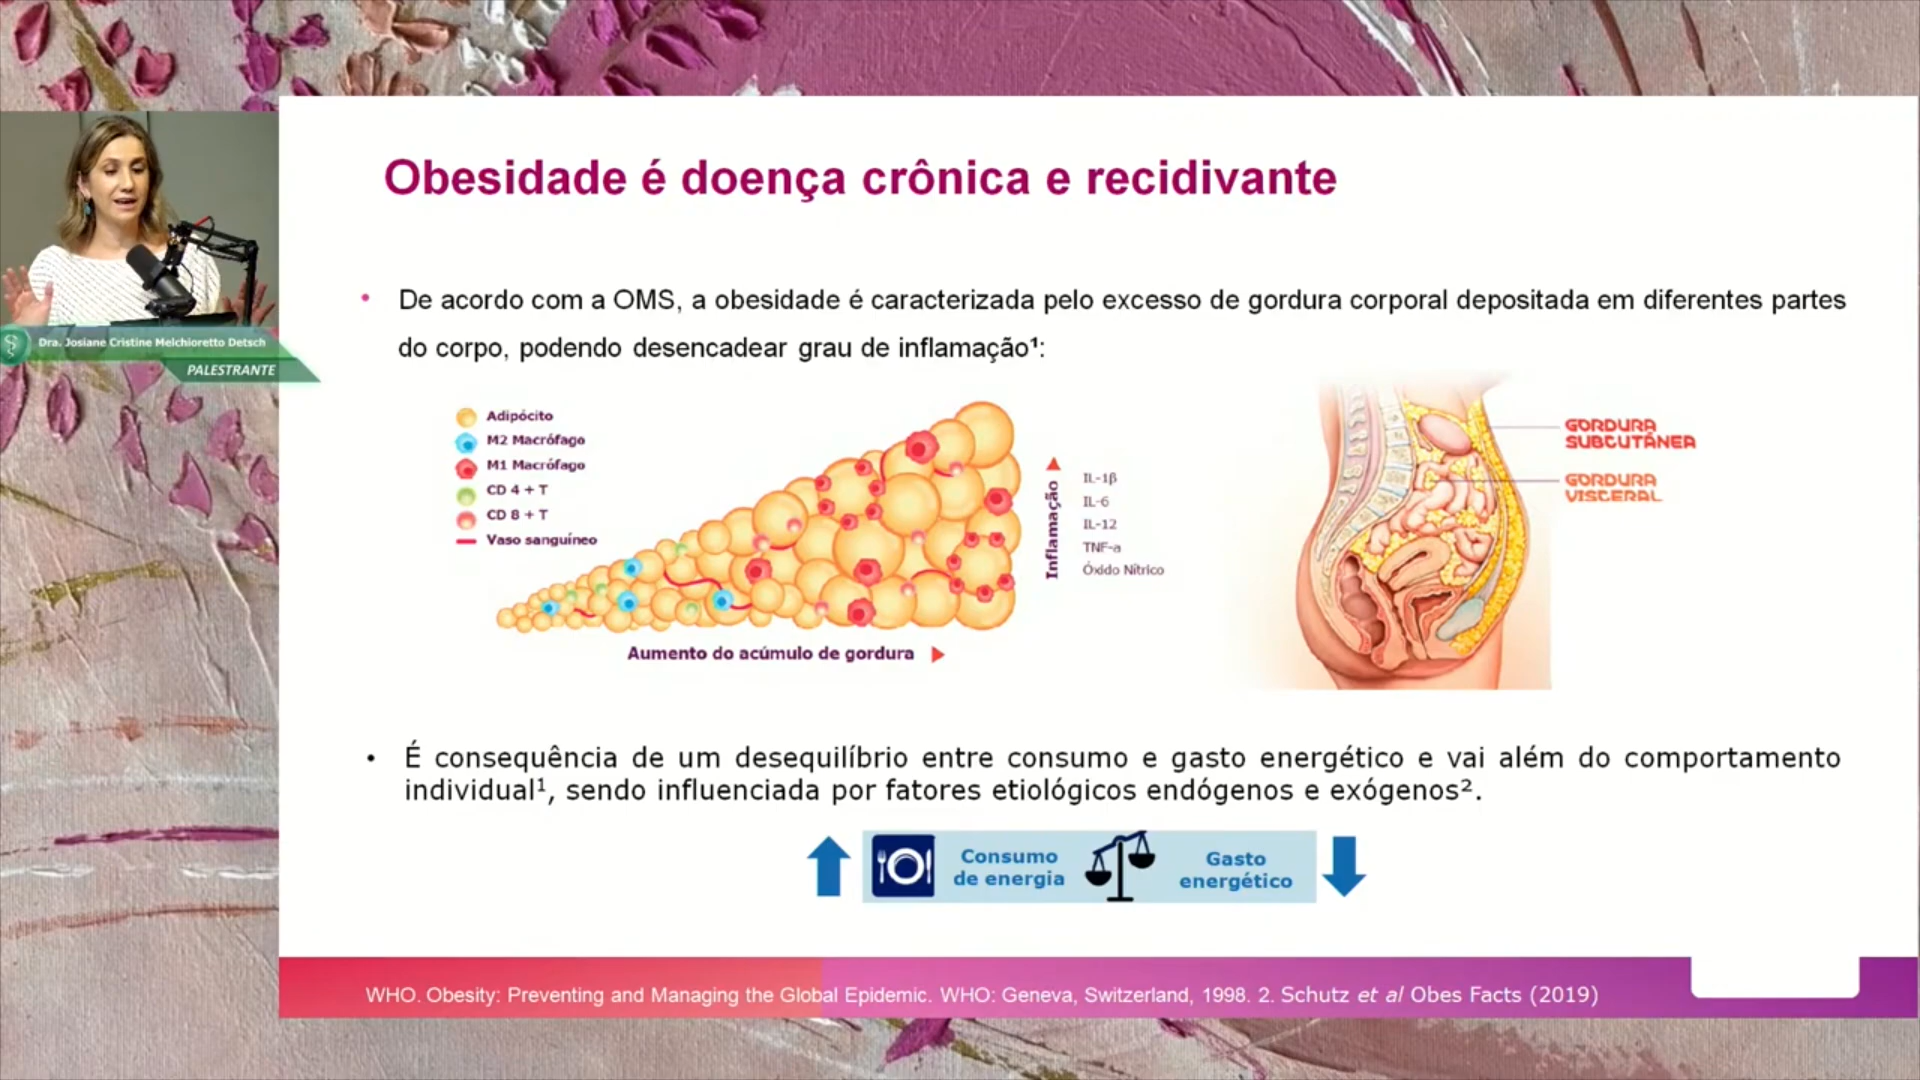 Obesidade é doença crônica e recidivante
Dra. Josiane Cristine Melchioretto Detsch
PALESTRANTE
• De acordo com a OMS, a obesidade é caracterizada pelo excesso de gordura corporal depositada em diferentes partes
do corpo, podendo desencadear grau de inflamação¹:
Adipócito
M2 Macrófago
M1 Macrófago
CD 4 + T
CD 8 + T
Vaso sanguíneo
Aumento do acúmulo de gordura
Inflamação
IL-1β
IL-6
IL-12
TNF-a
Óxido Nítrico
GORDURA
SUBCUTÂNEA
GORDURA
VISCERAL
• É consequência de um desequilíbrio entre consumo e gasto energético e vai além do comportamento
individual¹, sendo influenciada por fatores etiológicos endógenos e exógenos².
Consumo
de energia
Gasto
energético
WHO. Obesity: Preventing and Managing the Global Epidemic. WHO: Geneva, Switzerland, 1998. 2. Schutz et al Obes Facts (2019)